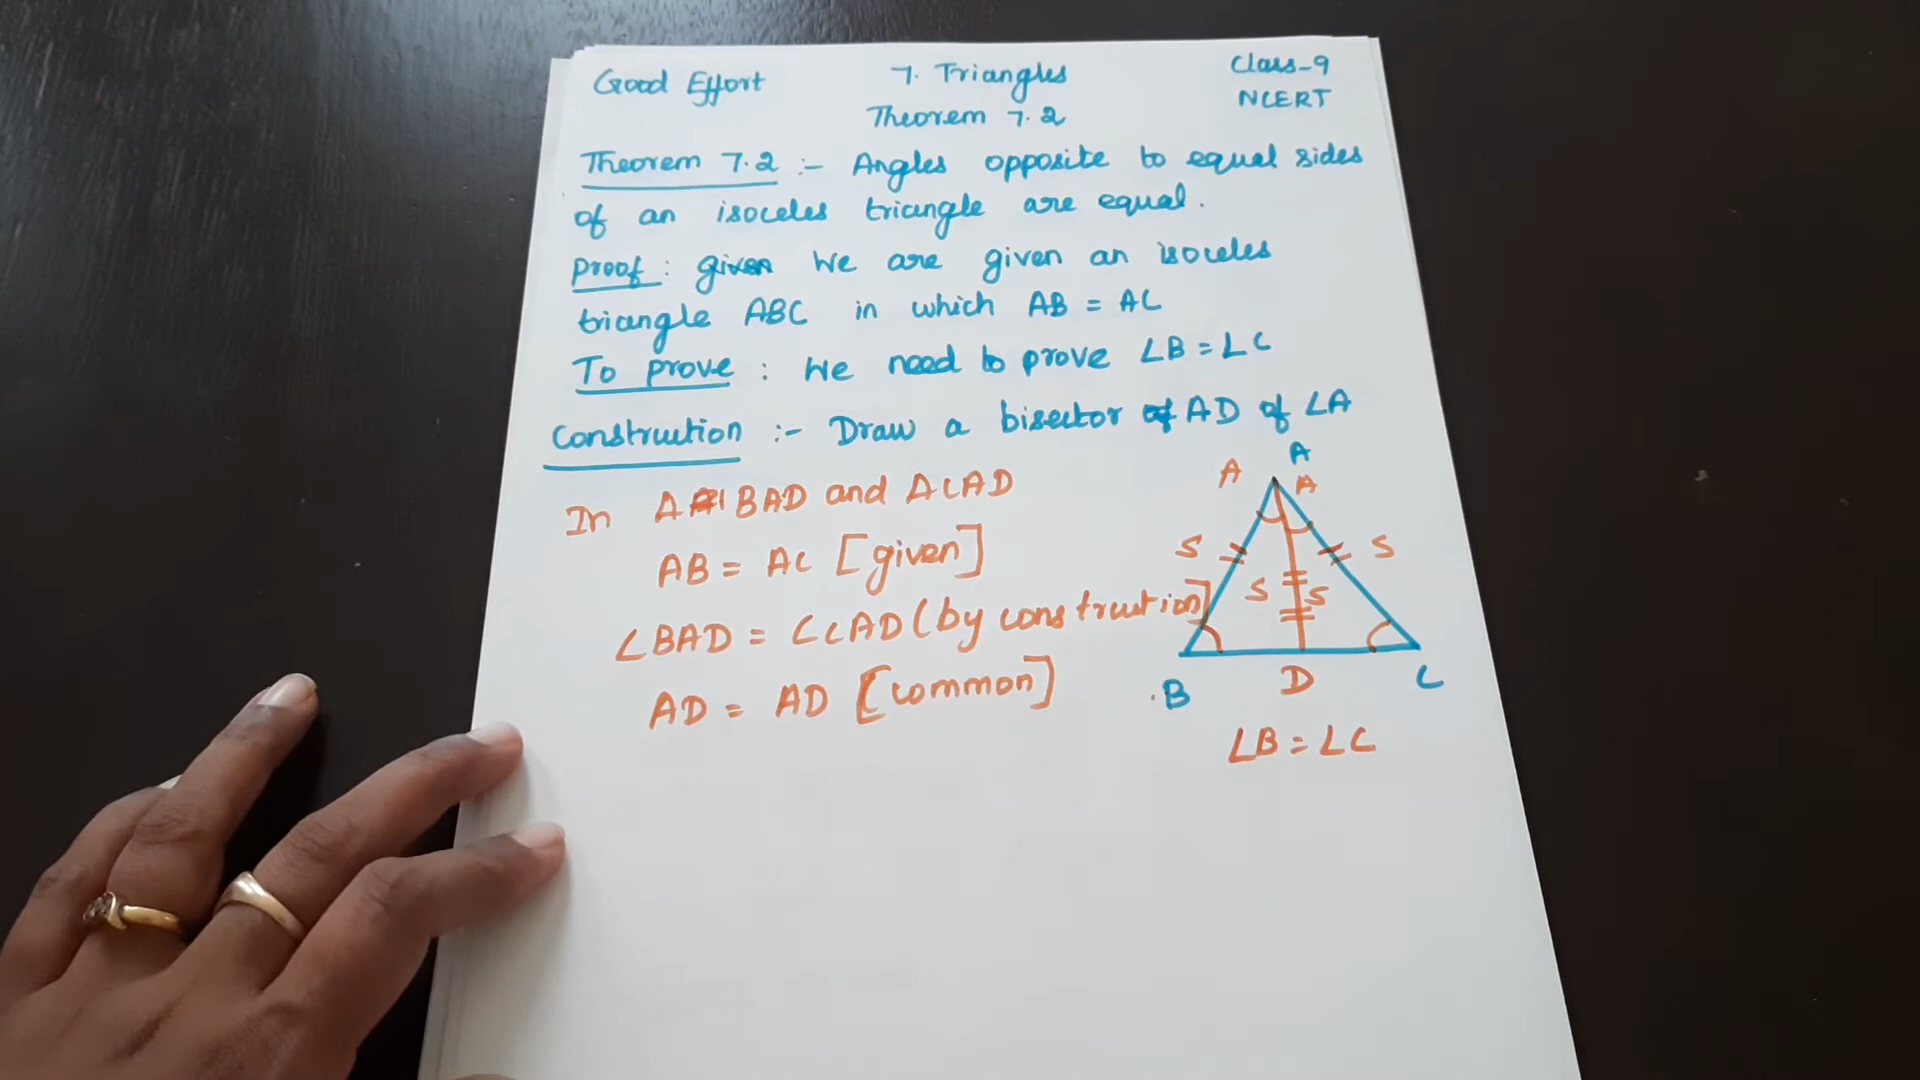 Good Effort
7. Triangles
Class-9
NCERT
Theorem 7.2
Theorem 7.2 :- Angles opposite to equal sides
of an isoceles triangle are equal.
Proof : given We are given an isoceles
triangle ABC in which AB = AC
To prove : We need to prove ∠B = ∠C
Construction :- Draw a bisector of AD of ∠A
In Δ BAD and ΔCAD
AB = AC [given]
∠BAD = ∠CAD (by construction]
AD = AD [common]
A
A A
S S
S S
B D C
∠B = ∠C